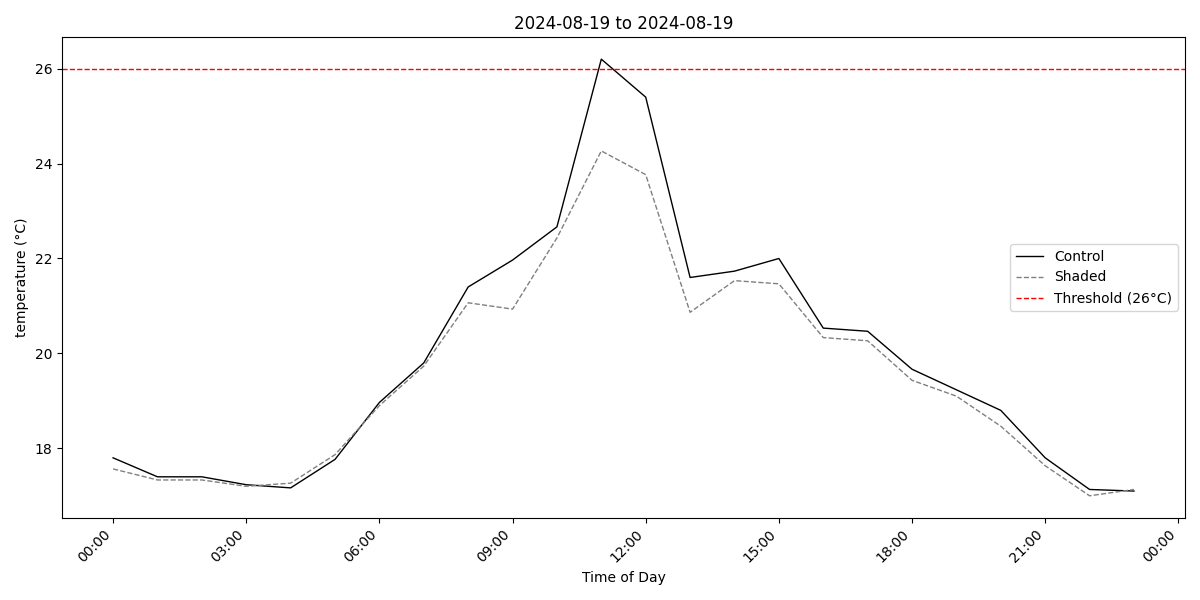 2024-08-19 to 2024-08-19
temperature (°C)
26
24
22
20
18
Control
Shaded
Threshold (26°C)
00:00
03:00
06:00
09:00
12:00
15:00
18:00
21:00
00:00
Time of Day